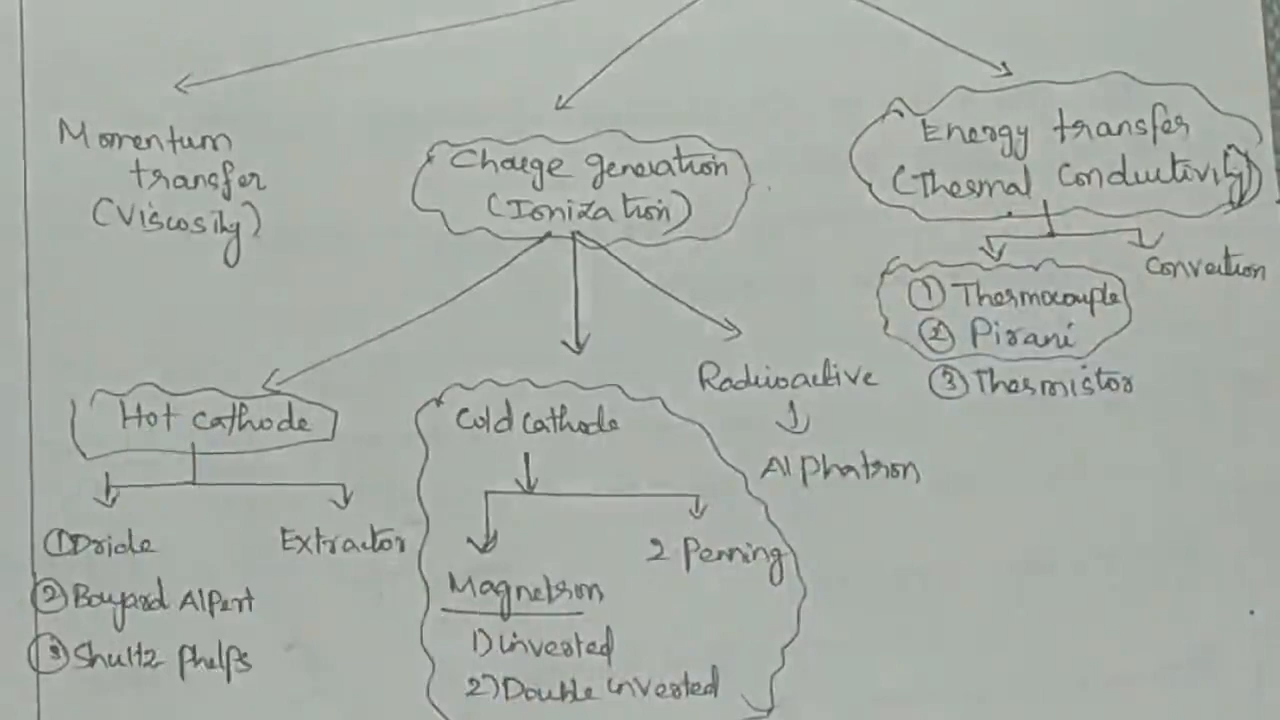 Momentum
transfer
(Viscosity)
Charge generation
(Ionization)
Energy transfer
(Thermal Conductivity)
Convection
① Thermocouple
② Pirani
③ Thermistor
Hot cathode
① Driole
② Bayard Alpert
③ Shultz phelps
Extractor
Cold cathode
Magnetron
1) inverted
2) Double inverted
2 Penning
Radioactive
Alphatron